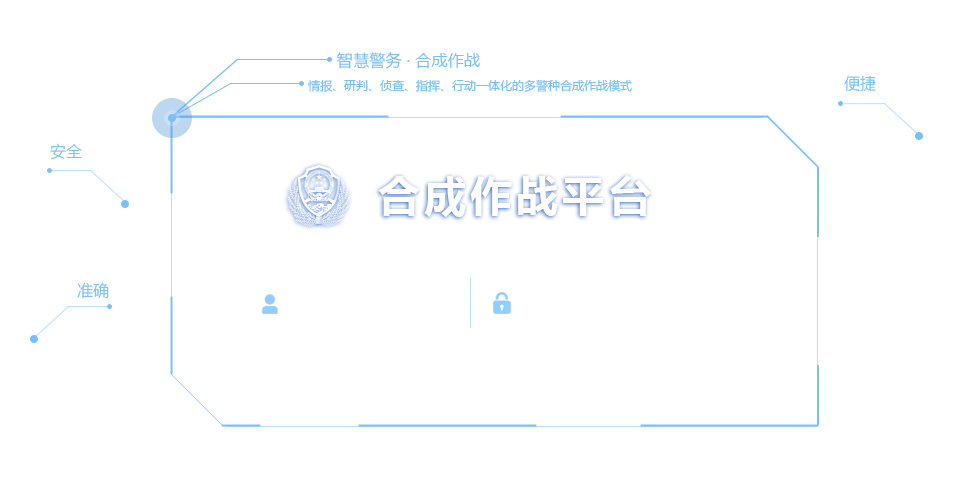 智慧警务 · 合成作战
情报、研判、侦查、指挥、行动一体化的多警种合成作战模式
便捷
安全
合成作战平台
准确